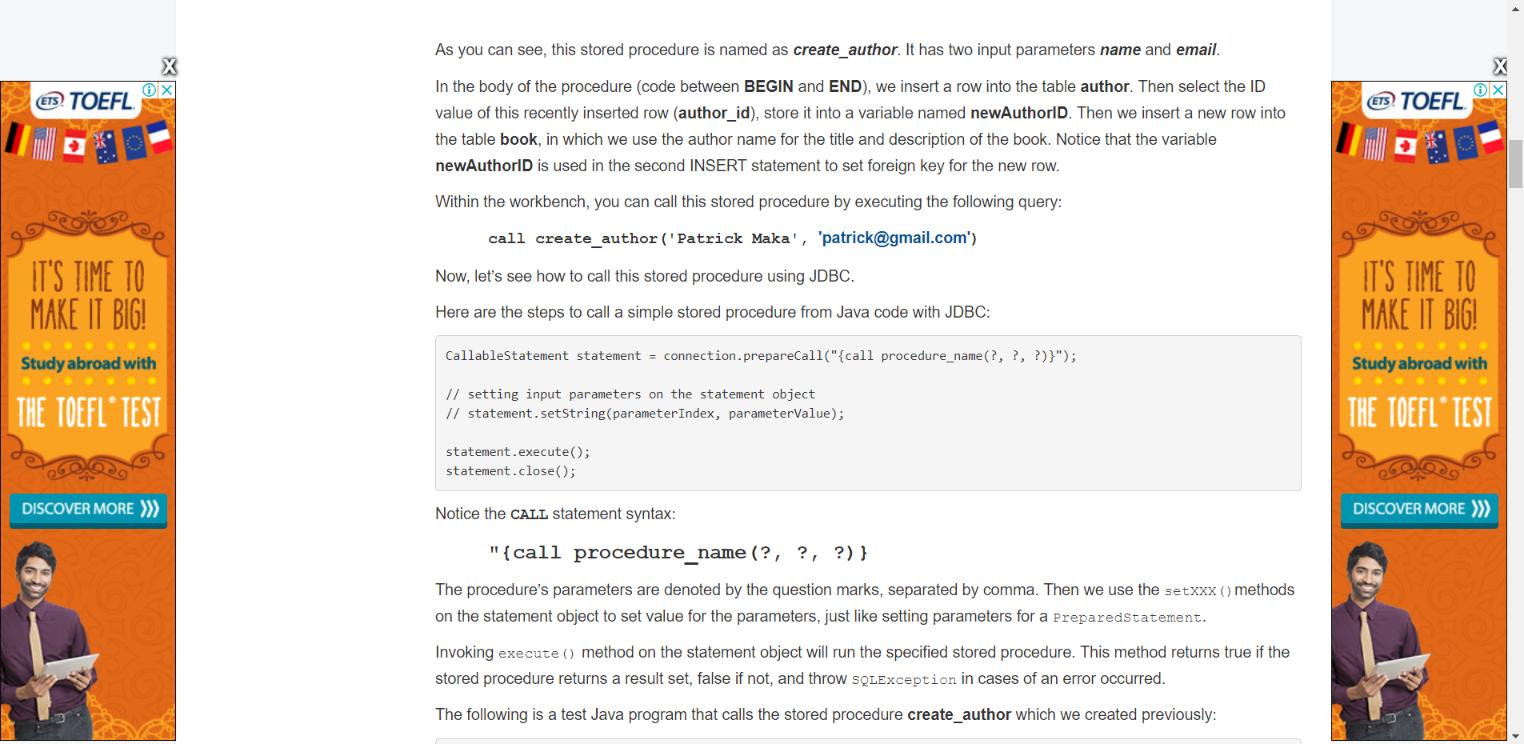 As you can see, this stored procedure is named as create_author. It has two input parameters name and email.
In the body of the procedure (code between BEGIN and END), we insert a row into the table author. Then select the ID
value of this recently inserted row (author_id), store it into a variable named newAuthorID. Then we insert a new row into
the table book, in which we use the author name for the title and description of the book. Notice that the variable
newAuthorID is used in the second INSERT statement to set foreign key for the new row.
Within the workbench, you can call this stored procedure by executing the following query:
call create_author('Patrick Maka', 'patrick@gmail.com')
Now, let's see how to call this stored procedure using JDBC.
Here are the steps to call a simple stored procedure from Java code with JDBC:
CallableStatement statement = connection.prepareCall("{call procedure_name(?, ?, ?)}");
// setting input parameters on the statement object
// statement.setString(parameterIndex, parameterValue);
statement.execute();
statement.close();
Notice the CALL statement syntax:
"{call procedure_name(?, ?, ?)}
The procedure's parameters are denoted by the question marks, separated by comma. Then we use the setXXX()methods
on the statement object to set value for the parameters, just like setting parameters for a PreparedStatement.
Invoking execute() method on the statement object will run the specified stored procedure. This method returns true if the
stored procedure returns a result set, false if not, and throw SQLException in cases of an error occurred.
The following is a test Java program that calls the stored procedure create_author which we created previously:
X
ETS TOEFL.
IT'S TIME TO
MAKE IT BIG!
Study abroad with
THE TOEFL® TEST
DISCOVER MORE
X
ETS TOEFL.
IT'S TIME TO
MAKE IT BIG!
Study abroad with
THE TOEFL® TEST
DISCOVER MORE